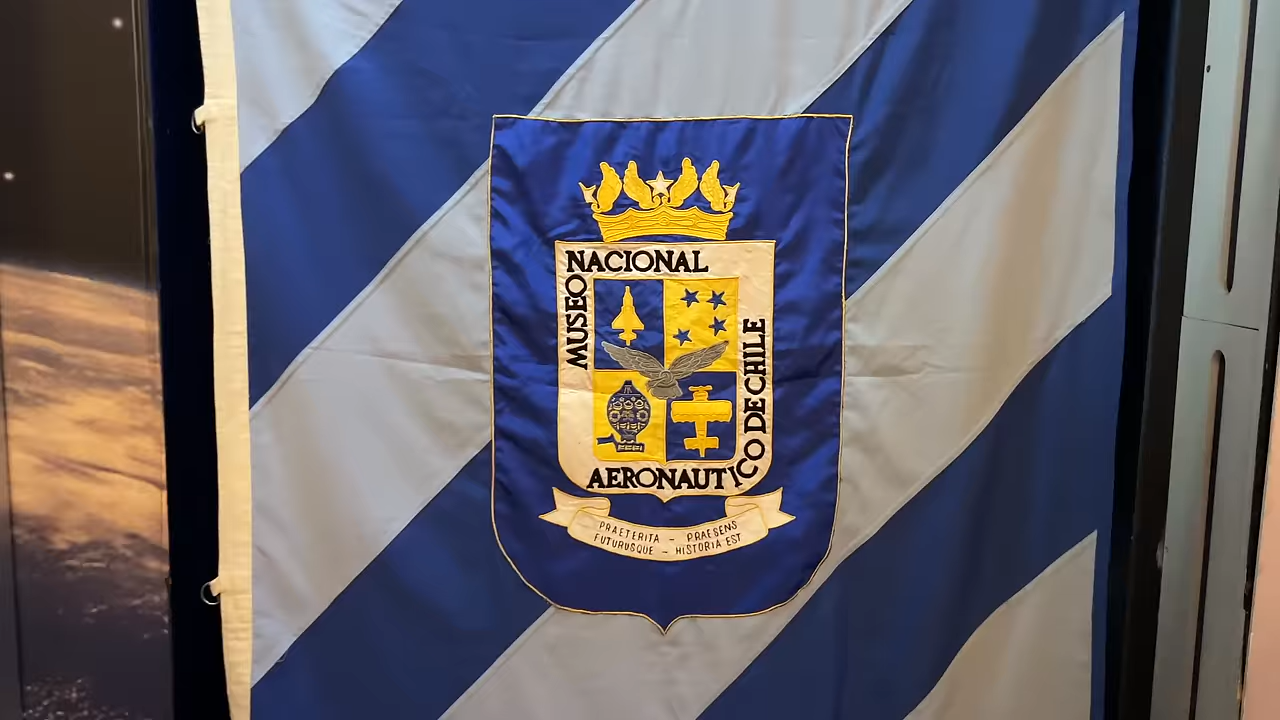 MUSEO
NACIONAL
AERONAUTICO DE CHILE
PRAETERITA - PRAESENS
FUTURUSQUE - HISTORIA EST